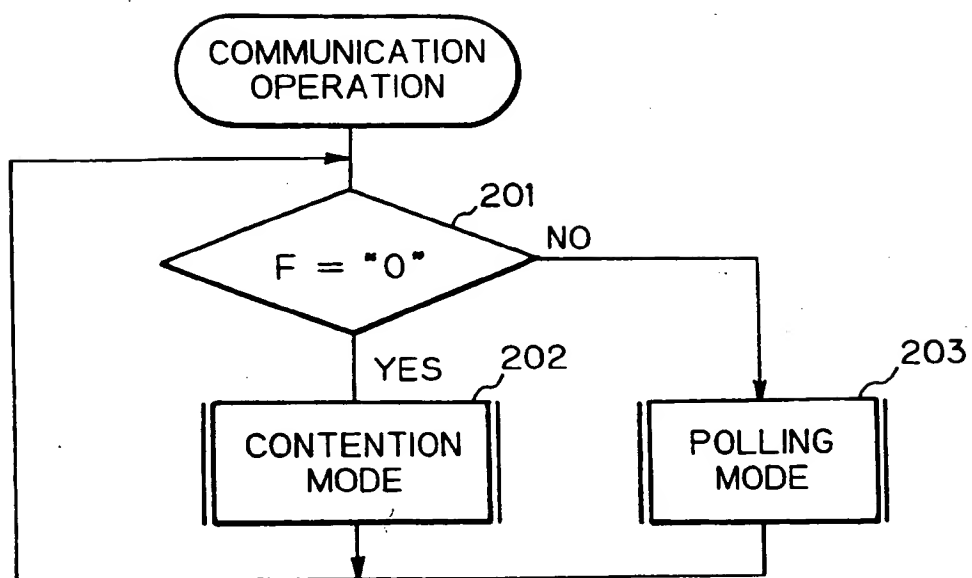 COMMUNICATION
OPERATION
201
F = "0"
NO
YES
202
203
CONTENTION
MODE
POLLING
MODE